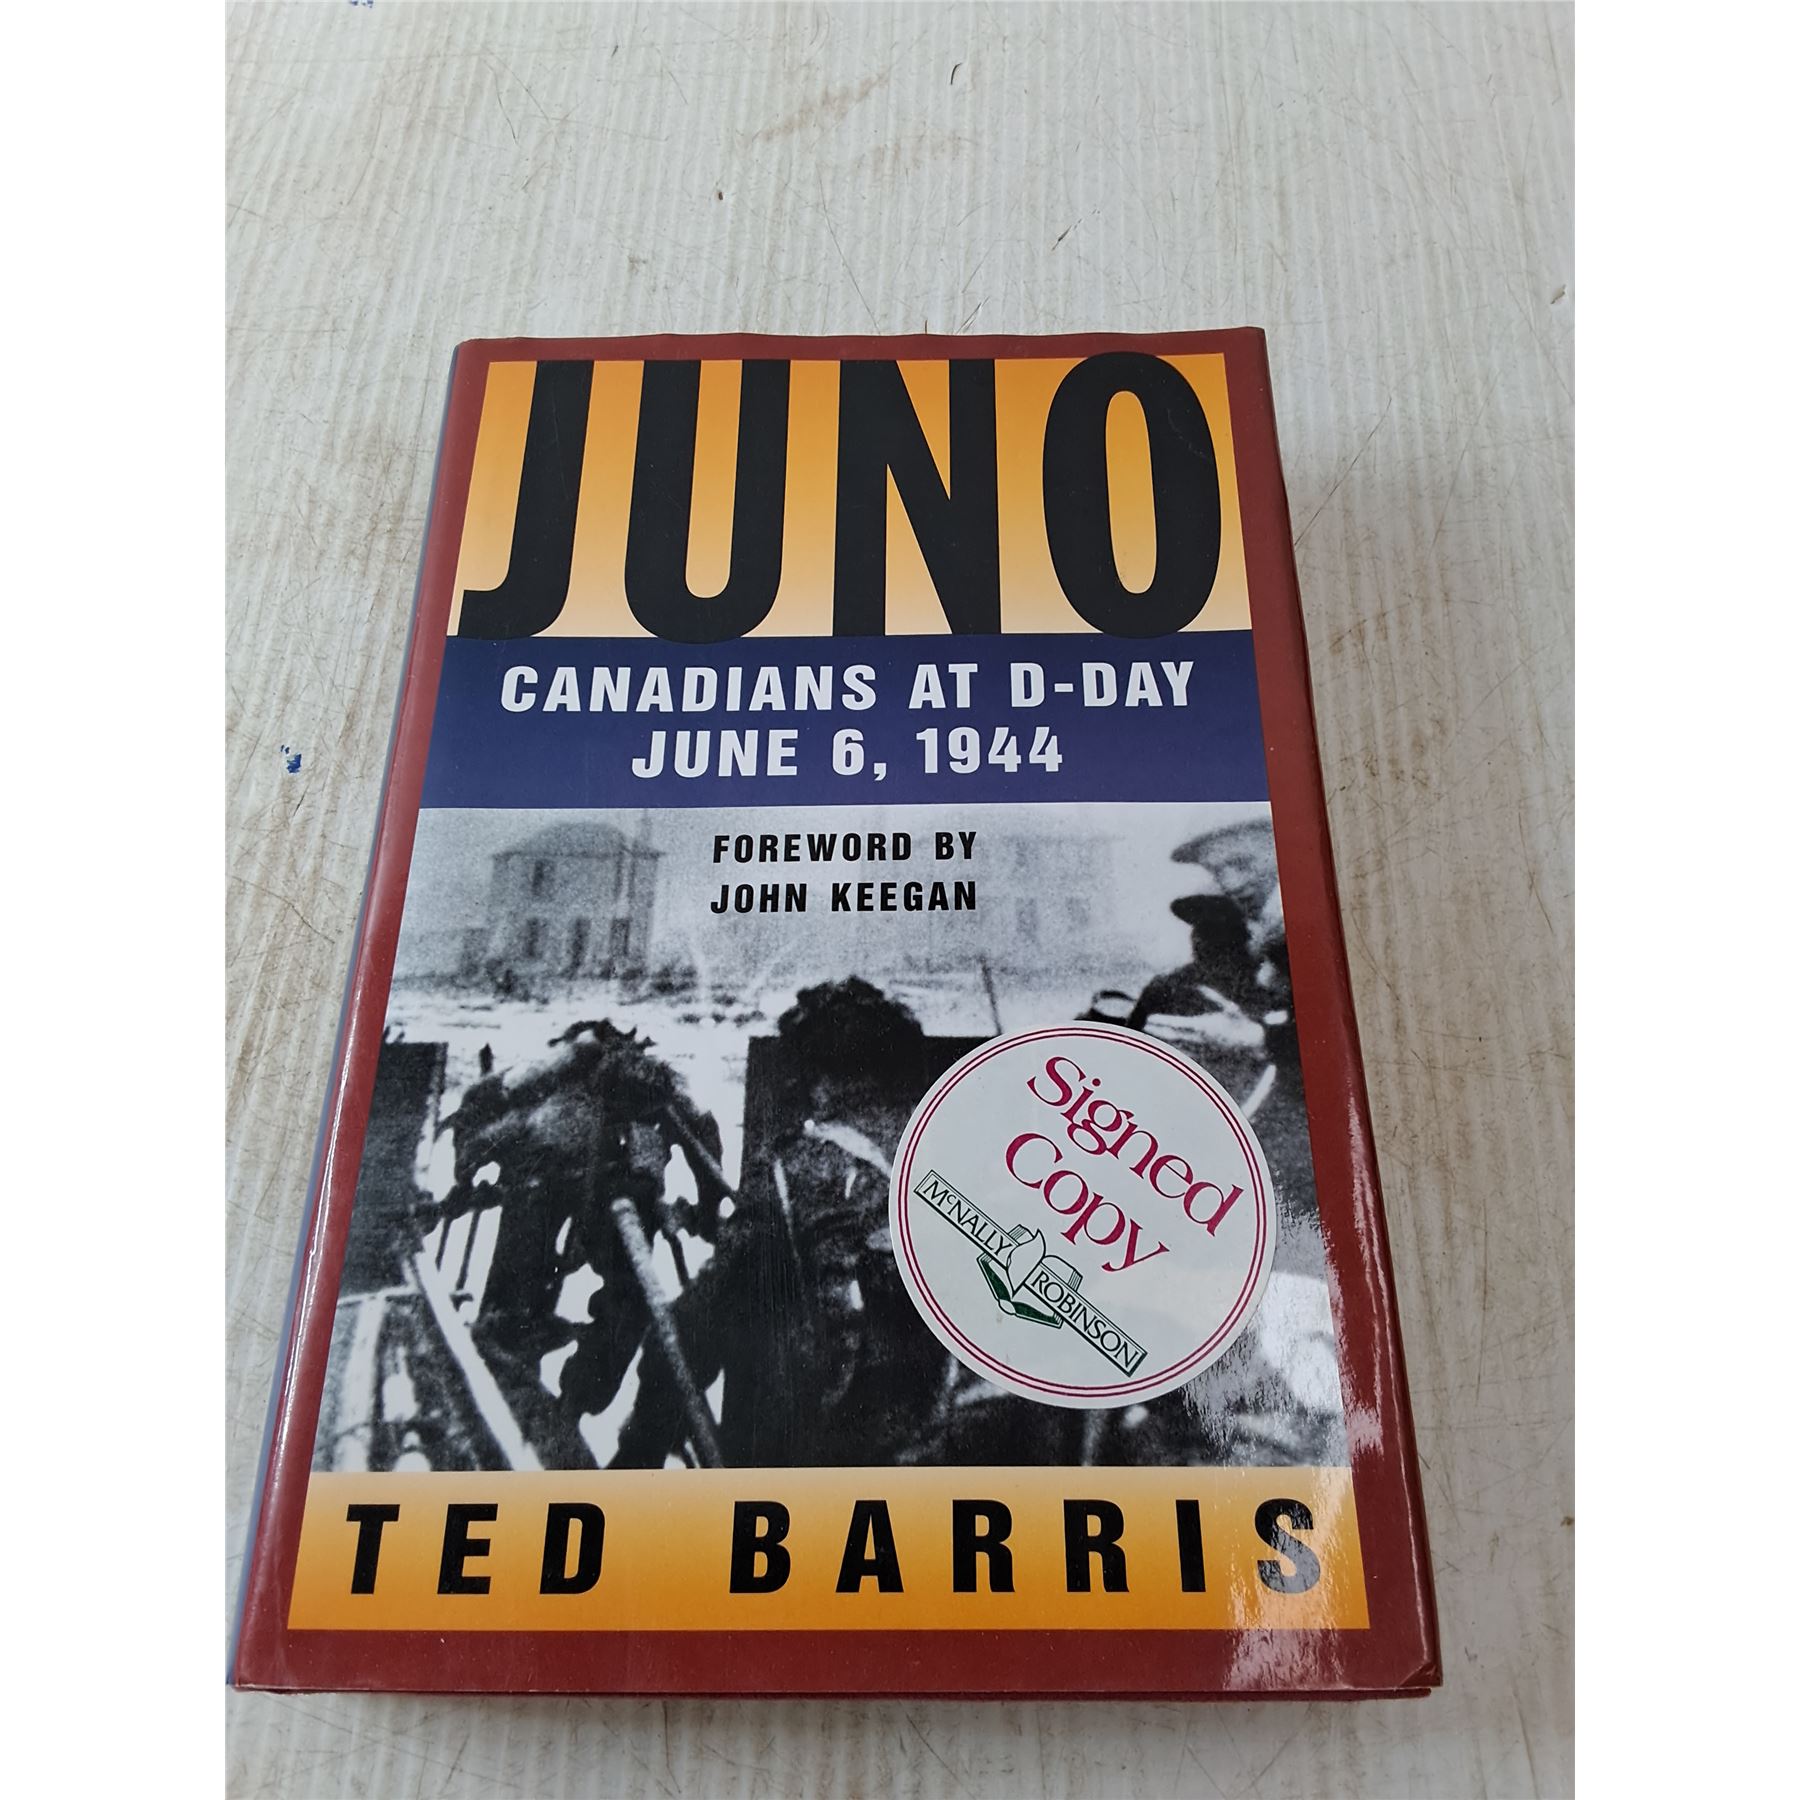 JUNO
CANADIANS AT D-DAY
JUNE 6, 1944
FOREWORD BY
JOHN KEEGAN
Signed
Copy
McNALLY ROBINSON
TED BARRIS